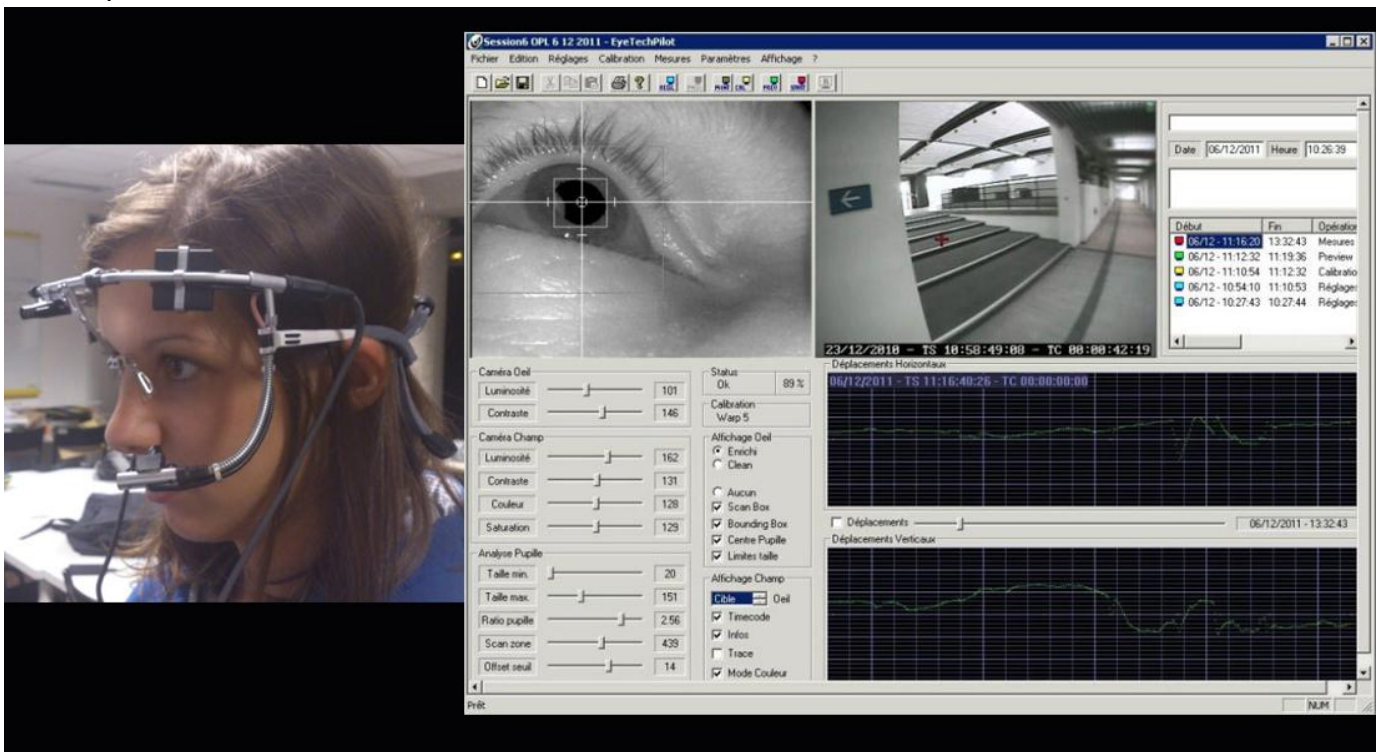 Session6 OPL 6 12 2011 - EyeTechPilot
Fichier Edition Réglages Calibration Mesures Paramètres Affichage ?
Date 06/12/2011 Heure 10:26:39
Début Fin Opération
06/12 - 11:16:20 13:32:43 Mesures
06/12 - 11:12:32 11:19:36 Preview
06/12 - 11:10:54 11:12:32 Calibratio
06/12 - 10:54:10 11:10:53 Réglages
06/12 - 10:27:43 10:27:44 Réglages
23/12/2010 - TS 10:58:49:08 - TC 00:00:42:19
Caméra Oeil
Luminosité 101
Contraste 146
Caméra Champ
Luminosité 162
Contraste 131
Couleur 128
Saturation 129
Analyse Pupille
Taille min. 20
Taille max. 151
Ratio pupille 2.56
Scan zone 439
Offset seuil 14
Status
Ok 89 %
Calibration
Warp 5
Affichage Oeil
Enrichi
Clean
Aucun
Scan Box
Bounding Box
Centre Pupille
Limites taille
Affichage Champ
Cible Oeil
Timecode
Infos
Trace
Mode Couleur
Déplacements Horizontaux
06/12/2011 - TS 11:16:40:26 - TC 00:00:00:00
Déplacements 06/12/2011 - 13:32:43
Déplacements Verticaux
Prêt NUM